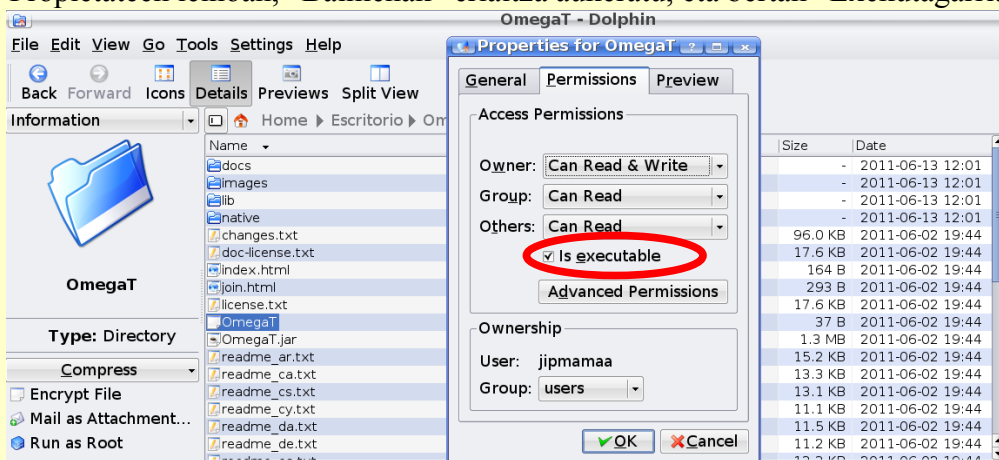 OmegaT - Dolphin
File Edit View Go Tools Settings Help
Back Forward Icons Details Previews Split View
Information
Home Escritorio Om
OmegaT
Type: Directory
Compress
Encrypt File
Mail as Attachment...
Run as Root
Name
docs
images
lib
native
changes.txt
doc-license.txt
index.html
join.html
license.txt
OmegaT
OmegaT.jar
readme_ar.txt
readme_ca.txt
readme_cs.txt
readme_cy.txt
readme_da.txt
readme_de.txt
Properties for OmegaT
General Permissions Preview
Access Permissions
Owner: Can Read & Write
Group: Can Read
Others: Can Read
Is executable
Advanced Permissions
Ownership
User: jipmamaa
Group: users
OK Cancel
Size Date
- 2011-06-13 12:01
- 2011-06-13 12:01
- 2011-06-13 12:01
- 2011-06-13 12:01
96.0 KB 2011-06-02 19:44
17.6 KB 2011-06-02 19:44
164 B 2011-06-02 19:44
293 B 2011-06-02 19:44
17.6 KB 2011-06-02 19:44
37 B 2011-06-02 19:44
1.3 MB 2011-06-02 19:44
15.2 KB 2011-06-02 19:44
13.3 KB 2011-06-02 19:44
13.1 KB 2011-06-02 19:44
11.1 KB 2011-06-02 19:44
11.5 KB 2011-06-02 19:44
11.2 KB 2011-06-02 19:44